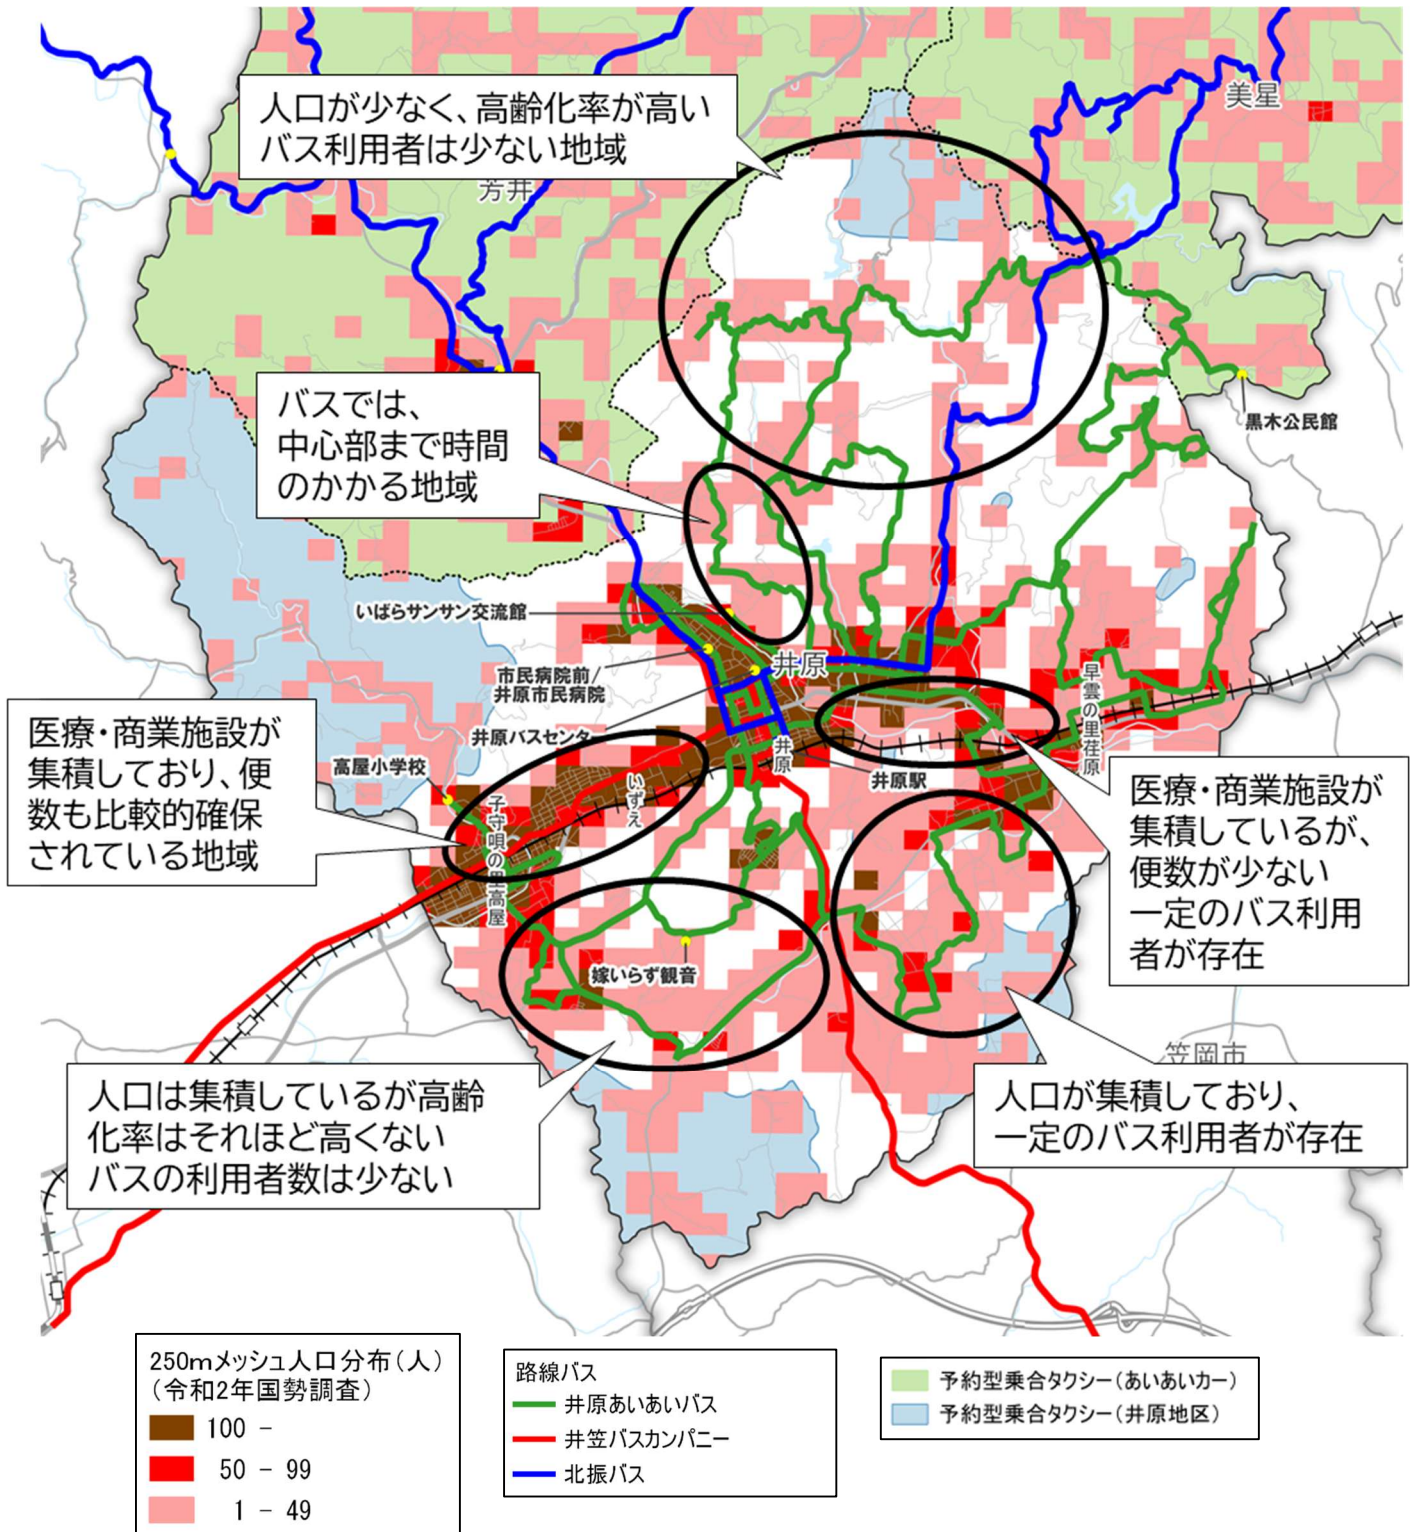 人口が少なく、高齢化率が高い
バス利用者は少ない地域
美星
芳井
バスでは、
中心部まで時間
のかかる地域
黒木公民館
いばらサンサン交流館
市民病院前/
井原市民病院
井原
井原バスセンター
早雲の里荏原
医療・商業施設が
集積しており、便
数も比較的確保
されている地域
高屋小学校
子守唄の里高屋
いずえ
井原
井原駅
医療・商業施設が
集積しているが、
便数が少ない
一定のバス利用
者が存在
嫁いらず観音
笠岡市
人口は集積しているが高齢
化率はそれほど高くない
バスの利用者数は少ない
人口が集積しており、
一定のバス利用者が存在
250mメッシュ人口分布(人)
(令和2年国勢調査)
100 -
50 - 99
1 - 49
路線バス
井原あいあいバス
井笠バスカンパニー
北振バス
予約型乗合タクシー(あいあいカー)
予約型乗合タクシー(井原地区)